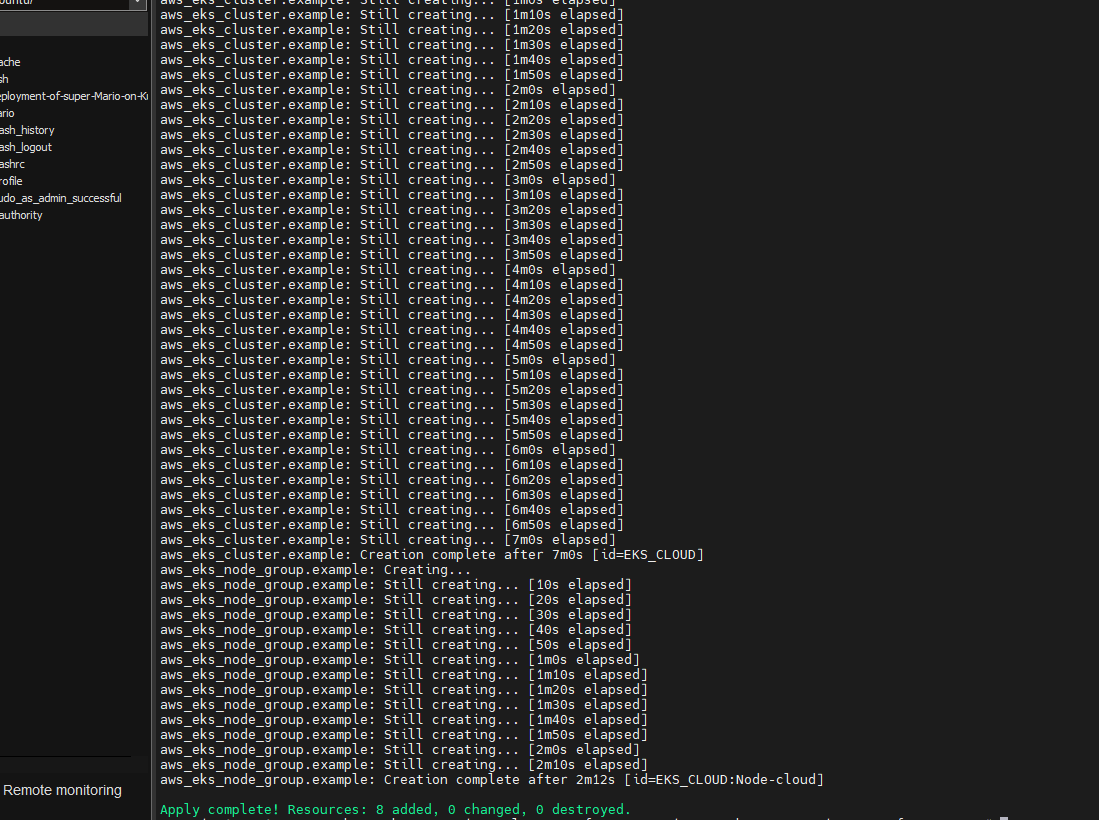 ache
sh
eployment-of-super-Mario-on-Ku
ario
ash_history
ash_logout
ashrc
rofile
udo_as_admin_successful
authority
Remote monitoring
aws_eks_cluster.example: Still creating... [1m0s elapsed]
aws_eks_cluster.example: Still creating... [1m10s elapsed]
aws_eks_cluster.example: Still creating... [1m20s elapsed]
aws_eks_cluster.example: Still creating... [1m30s elapsed]
aws_eks_cluster.example: Still creating... [1m40s elapsed]
aws_eks_cluster.example: Still creating... [1m50s elapsed]
aws_eks_cluster.example: Still creating... [2m0s elapsed]
aws_eks_cluster.example: Still creating... [2m10s elapsed]
aws_eks_cluster.example: Still creating... [2m20s elapsed]
aws_eks_cluster.example: Still creating... [2m30s elapsed]
aws_eks_cluster.example: Still creating... [2m40s elapsed]
aws_eks_cluster.example: Still creating... [2m50s elapsed]
aws_eks_cluster.example: Still creating... [3m0s elapsed]
aws_eks_cluster.example: Still creating... [3m10s elapsed]
aws_eks_cluster.example: Still creating... [3m20s elapsed]
aws_eks_cluster.example: Still creating... [3m30s elapsed]
aws_eks_cluster.example: Still creating... [3m40s elapsed]
aws_eks_cluster.example: Still creating... [3m50s elapsed]
aws_eks_cluster.example: Still creating... [4m0s elapsed]
aws_eks_cluster.example: Still creating... [4m10s elapsed]
aws_eks_cluster.example: Still creating... [4m20s elapsed]
aws_eks_cluster.example: Still creating... [4m30s elapsed]
aws_eks_cluster.example: Still creating... [4m40s elapsed]
aws_eks_cluster.example: Still creating... [4m50s elapsed]
aws_eks_cluster.example: Still creating... [5m0s elapsed]
aws_eks_cluster.example: Still creating... [5m10s elapsed]
aws_eks_cluster.example: Still creating... [5m20s elapsed]
aws_eks_cluster.example: Still creating... [5m30s elapsed]
aws_eks_cluster.example: Still creating... [5m40s elapsed]
aws_eks_cluster.example: Still creating... [5m50s elapsed]
aws_eks_cluster.example: Still creating... [6m0s elapsed]
aws_eks_cluster.example: Still creating... [6m10s elapsed]
aws_eks_cluster.example: Still creating... [6m20s elapsed]
aws_eks_cluster.example: Still creating... [6m30s elapsed]
aws_eks_cluster.example: Still creating... [6m40s elapsed]
aws_eks_cluster.example: Still creating... [6m50s elapsed]
aws_eks_cluster.example: Still creating... [7m0s elapsed]
aws_eks_cluster.example: Creation complete after 7m0s [id=EKS_CLOUD]
aws_eks_node_group.example: Creating...
aws_eks_node_group.example: Still creating... [10s elapsed]
aws_eks_node_group.example: Still creating... [20s elapsed]
aws_eks_node_group.example: Still creating... [30s elapsed]
aws_eks_node_group.example: Still creating... [40s elapsed]
aws_eks_node_group.example: Still creating... [50s elapsed]
aws_eks_node_group.example: Still creating... [1m0s elapsed]
aws_eks_node_group.example: Still creating... [1m10s elapsed]
aws_eks_node_group.example: Still creating... [1m20s elapsed]
aws_eks_node_group.example: Still creating... [1m30s elapsed]
aws_eks_node_group.example: Still creating... [1m40s elapsed]
aws_eks_node_group.example: Still creating... [1m50s elapsed]
aws_eks_node_group.example: Still creating... [2m0s elapsed]
aws_eks_node_group.example: Still creating... [2m10s elapsed]
aws_eks_node_group.example: Creation complete after 2m12s [id=EKS_CLOUD:Node-cloud]
Apply complete! Resources: 8 added, 0 changed, 0 destroyed.